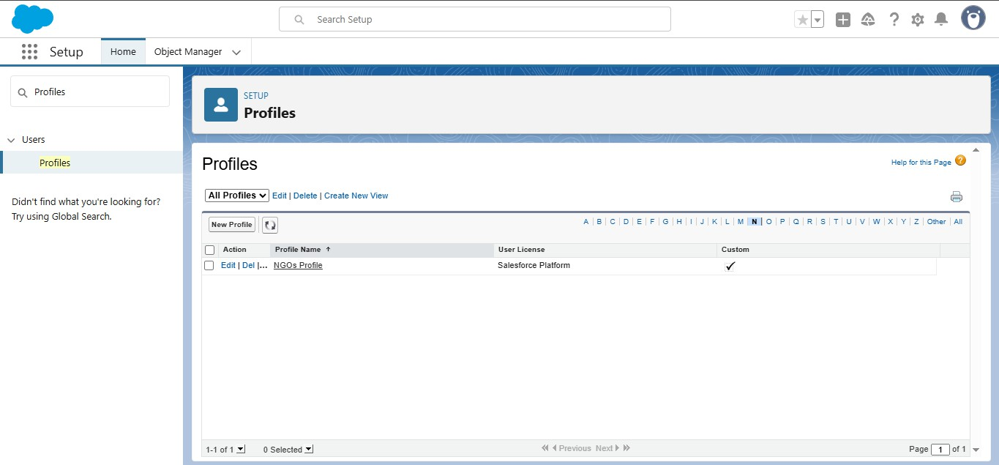 Search Setup
Setup
Home
Object Manager
Profiles
Users
Profiles
Didn't find what you're looking for?
Try using Global Search.
SETUP
Profiles
Profiles
Help for this Page ?
All Profiles Edit | Delete | Create New View
New Profile
A | B | C | D | E | F | G | H | I | J | K | L | M | N | O | P | Q | R | S | T | U | V | W | X | Y | Z | Other | All
Action Profile Name ↑ User License Custom
Edit | Del |... NGOs Profile Salesforce Platform ✓
1-1 of 1 0 Selected Previous Next Page 1 of 1